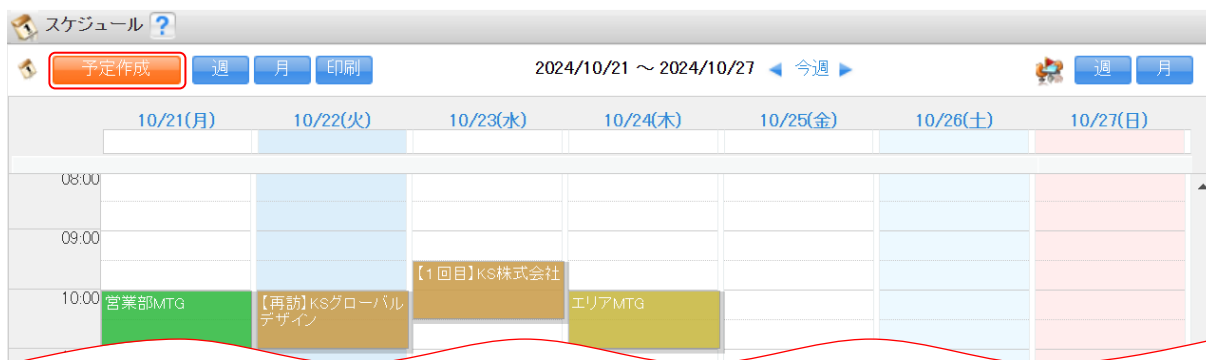 スケジュール ?
予定作成 週 月 印刷 2024/10/21 ～ 2024/10/27 ◀ 今週 ▶ 週 月
10/21(月) 10/22(火) 10/23(水) 10/24(木) 10/25(金) 10/26(土) 10/27(日)
08:00
09:00
【1回目】KS株式会社
10:00 営業部MTG 【再訪】KSグローバル エリアMTG
デザイン